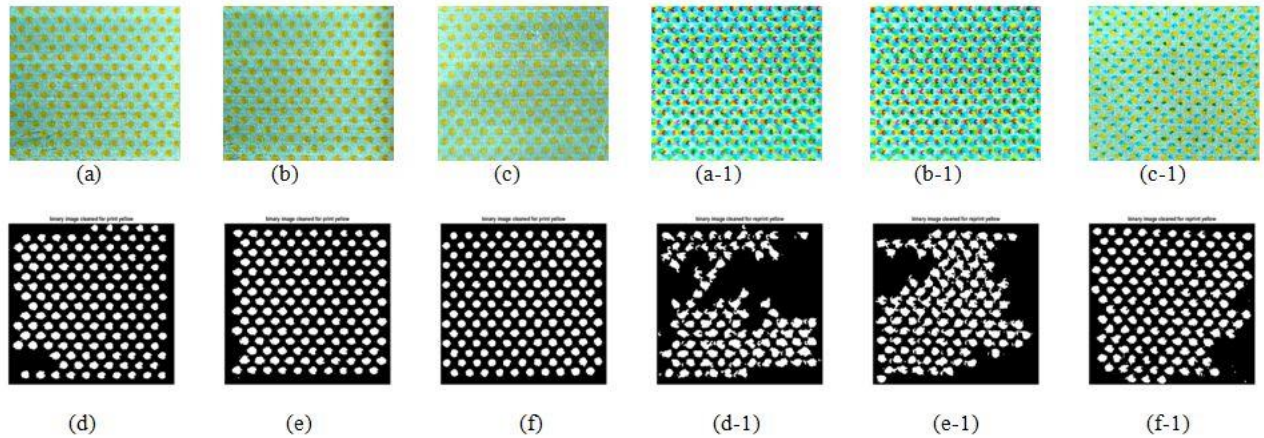 (a) (b) (c) (a-1) (b-1) (c-1)
binary image cleaned for print yellow binary image cleaned for print yellow binary image cleaned for print yellow binary image cleaned for reprint yellow binary image cleaned for reprint yellow binary image cleaned for reprint yellow
(d) (e) (f) (d-1) (e-1) (f-1)